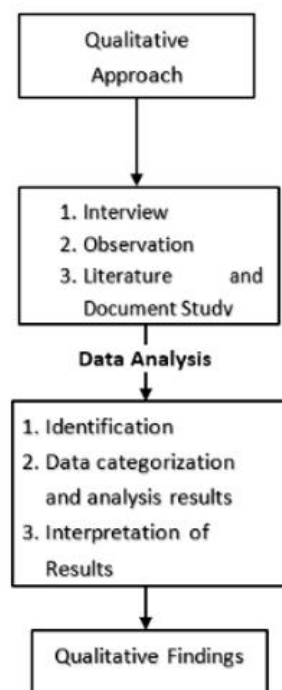 Qualitative
Approach
1. Interview
2. Observation
3. Literature and
Document Study
Data Analysis
1. Identification
2. Data categorization
and analysis results
3. Interpretation of
Results
Qualitative Findings